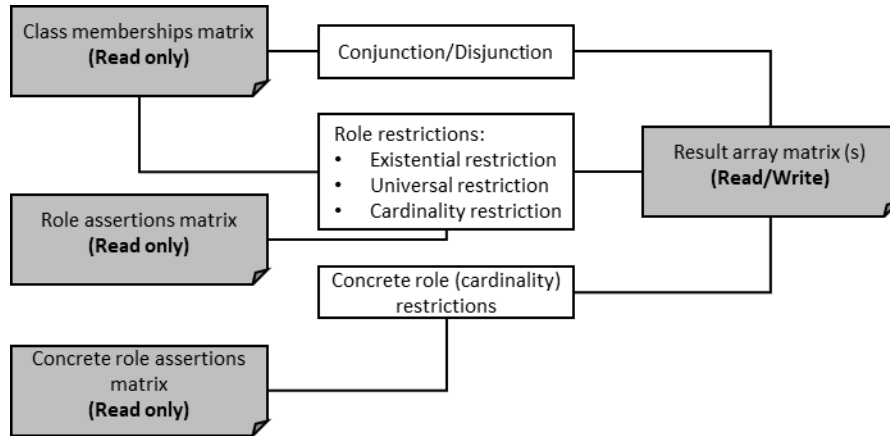 Class memberships matrix
(Read only)
Conjunction/Disjunction
Role restrictions:
• Existential restriction
• Universal restriction
• Cardinality restriction
Result array matrix (s)
(Read/Write)
Role assertions matrix
(Read only)
Concrete role (cardinality)
restrictions
Concrete role assertions
matrix
(Read only)